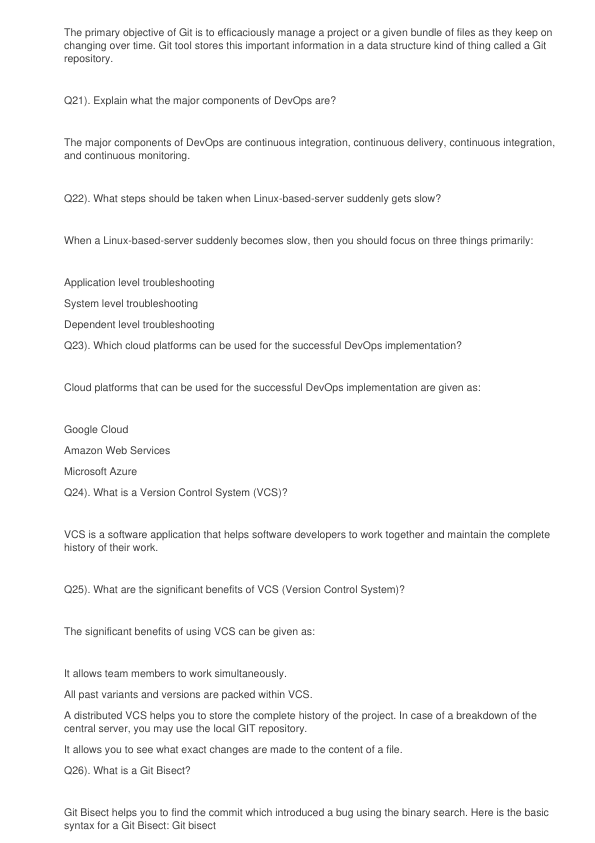 The primary objective of Git is to efficaciously manage a project or a given bundle of files as they keep on
changing over time. Git tool stores this important information in a data structure kind of thing called a Git
repository.
Q21). Explain what the major components of DevOps are?
The major components of DevOps are continuous integration, continuous delivery, continuous integration,
and continuous monitoring.
Q22). What steps should be taken when Linux-based-server suddenly gets slow?
When a Linux-based-server suddenly becomes slow, then you should focus on three things primarily:
Application level troubleshooting
System level troubleshooting
Dependent level troubleshooting
Q23). Which cloud platforms can be used for the successful DevOps implementation?
Cloud platforms that can be used for the successful DevOps implementation are given as:
Google Cloud
Amazon Web Services
Microsoft Azure
Q24). What is a Version Control System (VCS)?
VCS is a software application that helps software developers to work together and maintain the complete
history of their work.
Q25). What are the significant benefits of VCS (Version Control System)?
The significant benefits of using VCS can be given as:
It allows team members to work simultaneously.
All past variants and versions are packed within VCS.
A distributed VCS helps you to store the complete history of the project. In case of a breakdown of the
central server, you may use the local GIT repository.
It allows you to see what exact changes are made to the content of a file.
Q26). What is a Git Bisect?
Git Bisect helps you to find the commit which introduced a bug using the binary search. Here is the basic
syntax for a Git Bisect: Git bisect